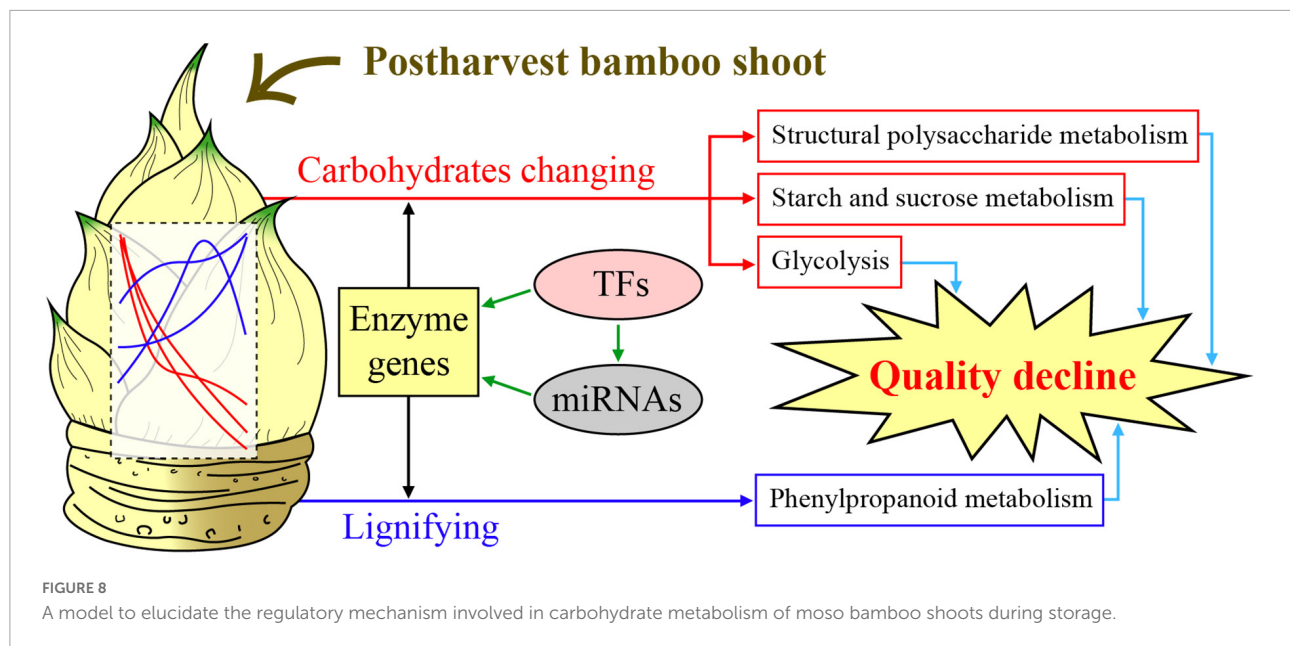 Postharvest bamboo shoot
Carbohydrates changing
Structural polysaccharide metabolism
Starch and sucrose metabolism
Glycolysis
TFs
Enzyme
genes
miRNAs
Quality decline
Phenylpropanoid metabolism
Lignifying
FIGURE 8
A model to elucidate the regulatory mechanism involved in carbohydrate metabolism of moso bamboo shoots during storage.